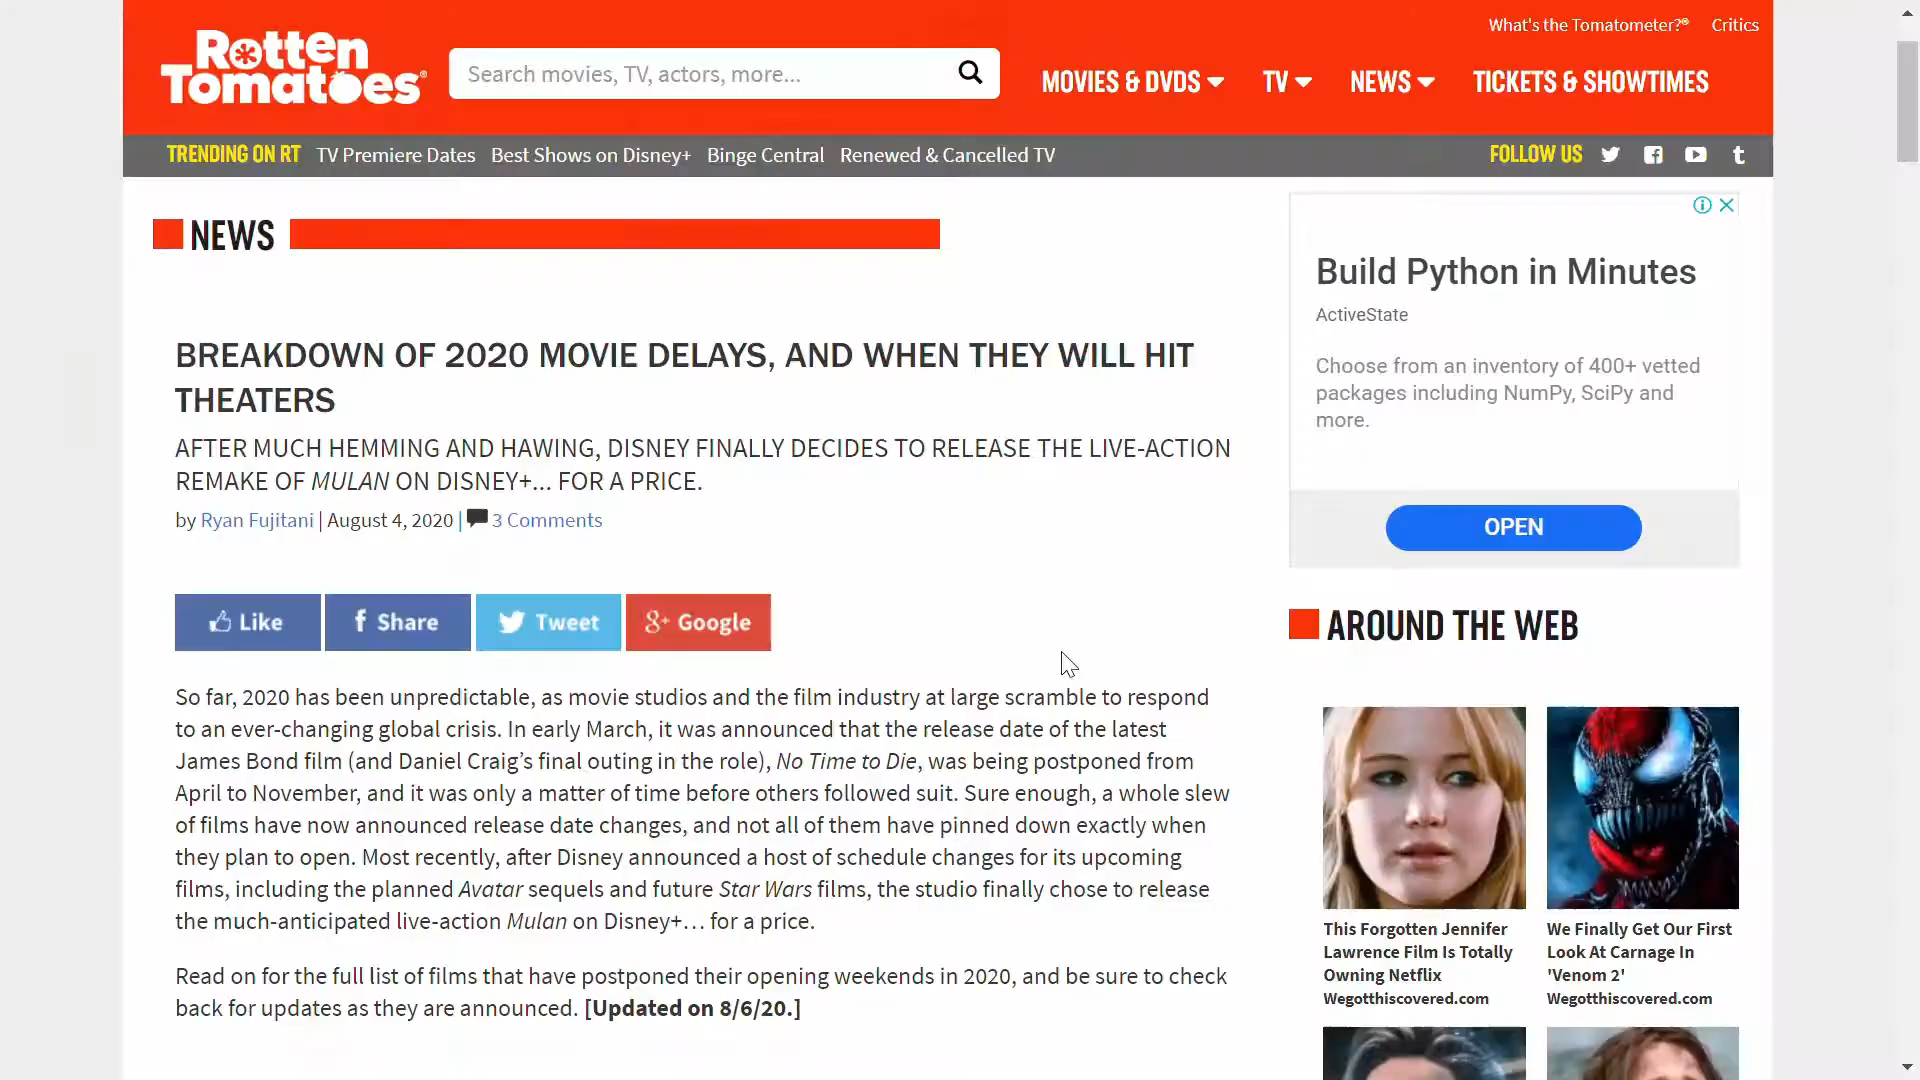 What's the Tomatometer?® Critics
Rotten Tomatoes®
Search movies, TV, actors, more...
MOVIES & DVDS TV NEWS TICKETS & SHOWTIMES
TRENDING ON RT TV Premiere Dates Best Shows on Disney+ Binge Central Renewed & Cancelled TV FOLLOW US
NEWS
BREAKDOWN OF 2020 MOVIE DELAYS, AND WHEN THEY WILL HIT
THEATERS
AFTER MUCH HEMMING AND HAWING, DISNEY FINALLY DECIDES TO RELEASE THE LIVE-ACTION
REMAKE OF MULAN ON DISNEY+... FOR A PRICE.
by Ryan Fujitani | August 4, 2020 | 3 Comments
Like Share Tweet Google
So far, 2020 has been unpredictable, as movie studios and the film industry at large scramble to respond
to an ever-changing global crisis. In early March, it was announced that the release date of the latest
James Bond film (and Daniel Craig's final outing in the role), No Time to Die, was being postponed from
April to November, and it was only a matter of time before others followed suit. Sure enough, a whole slew
of films have now announced release date changes, and not all of them have pinned down exactly when
they plan to open. Most recently, after Disney announced a host of schedule changes for its upcoming
films, including the planned Avatar sequels and future Star Wars films, the studio finally chose to release
the much-anticipated live-action Mulan on Disney+… for a price.
Read on for the full list of films that have postponed their opening weekends in 2020, and be sure to check
back for updates as they are announced. [Updated on 8/6/20.]
Build Python in Minutes
ActiveState
Choose from an inventory of 400+ vetted
packages including NumPy, SciPy and
more.
OPEN
AROUND THE WEB
This Forgotten Jennifer
Lawrence Film Is Totally
Owning Netflix
Wegotthiscovered.com
We Finally Get Our First
Look At Carnage In
'Venom 2'
Wegotthiscovered.com